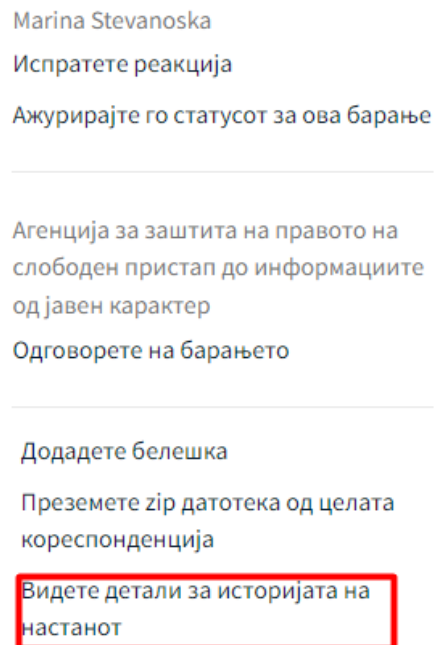 Marina Stevanoska
Испратете реакција
Ажурирајте го статусот за ова барање
Агенција за заштита на правото на
слободен пристап до информациите
од јавен карактер
Одговорете на барањето
Додадете белешка
Преземете zip датотека од целата
кореспонденција
Видете детали за историјата на
настанот